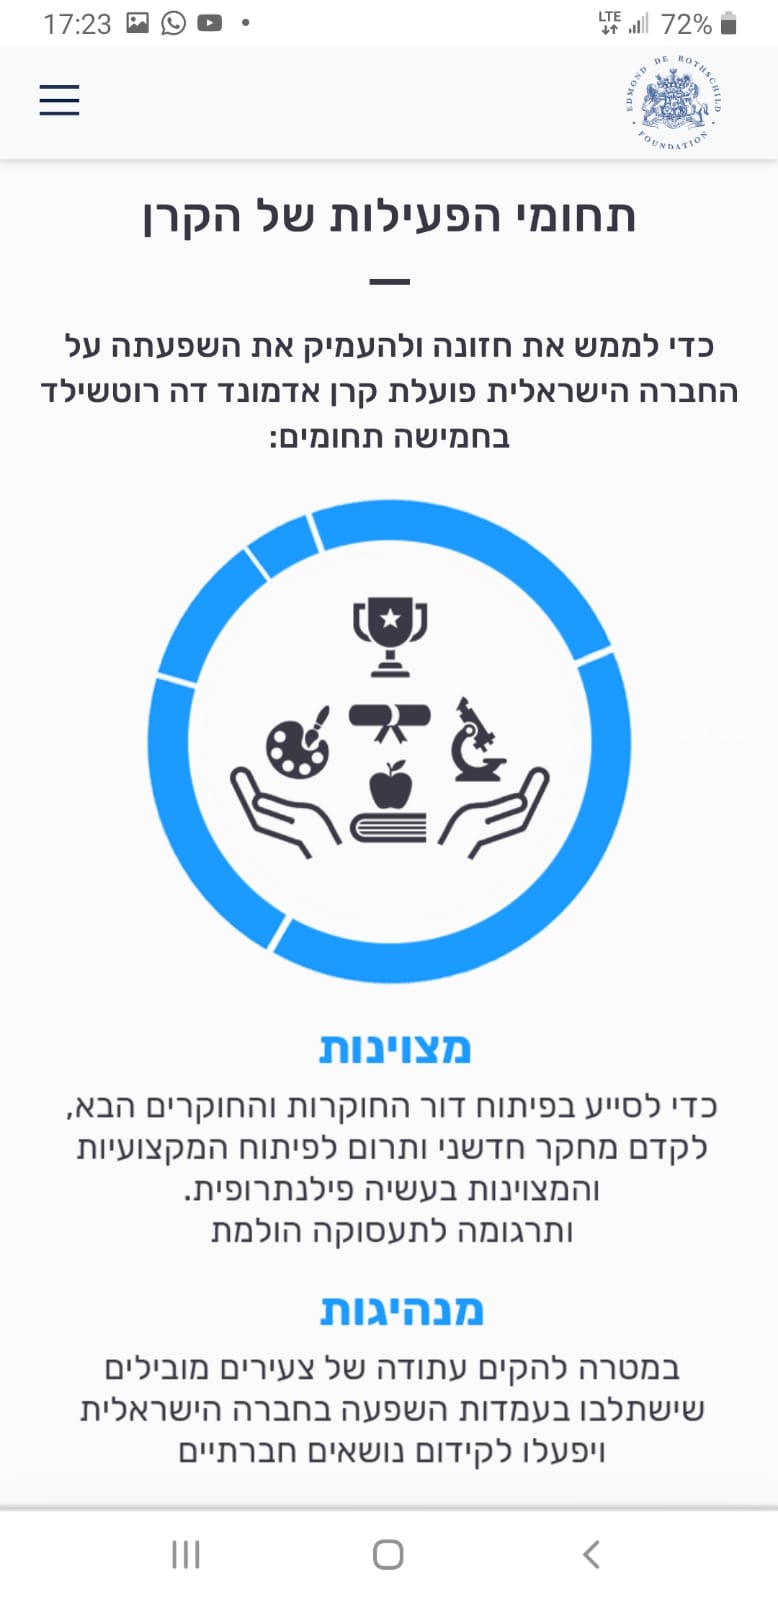 17:23
LTE 72%
EDMOND DE ROTHSCHILD
FOUNDATION
תחומי הפעילות של הקרן
כדי לממש את חזונה ולהעמיק את השפעתה על
החברה הישראלית פועלת קרן אדמונד דה רוטשילד
בחמישה תחומים:
מצוינות
כדי לסייע בפיתוח דור החוקרות והחוקרים הבא,
לקדם מחקר חדשני ותרום לפיתוח המקצועיות
והמצוינות בעשיה פילנתרופית.
ותרגומה לתעסוקה הולמת
מנהיגות
במטרה להקים עתודה של צעירים מובילים
שישתלבו בעמדות השפעה בחברה הישראלית
ויפעלו לקידום נושאים חברתיים